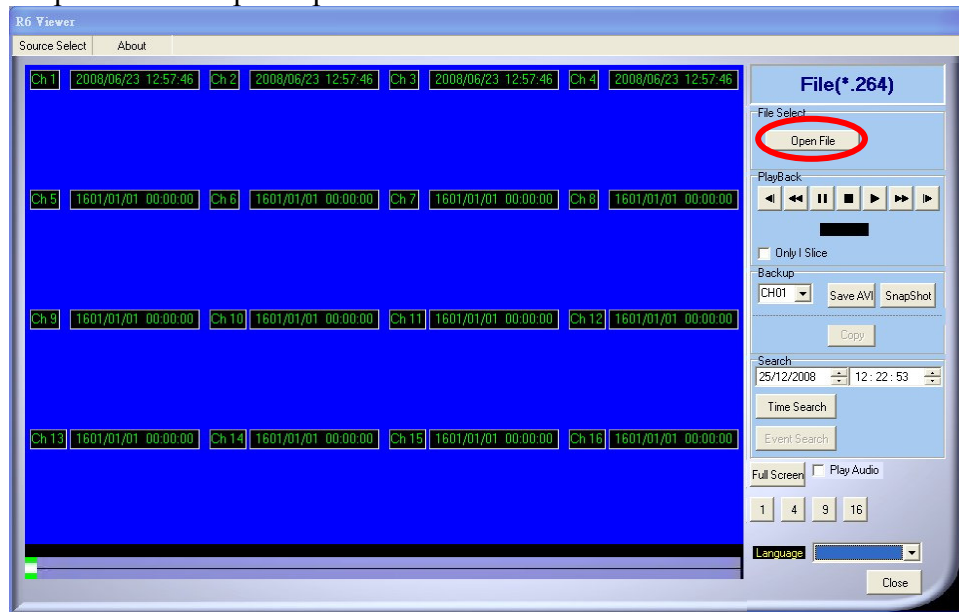 R6 Viewer
Source Select About
Ch 1 2008/06/23 12:57:46 Ch 2 2008/06/23 12:57:46 Ch 3 2008/06/23 12:57:46 Ch 4 2008/06/23 12:57:46
File(*.264)
File Select
Open File
PlayBack
Ch 5 1601/01/01 00:00:00 Ch 6 1601/01/01 00:00:00 Ch 7 1601/01/01 00:00:00 Ch 8 1601/01/01 00:00:00
Only I Slice
Backup
CH01 Save AVI SnapShot
Ch 9 1601/01/01 00:00:00 Ch 10 1601/01/01 00:00:00 Ch 11 1601/01/01 00:00:00 Ch 12 1601/01/01 00:00:00
Copy
Search
25/12/2008 12:22:53
Time Search
Ch 13 1601/01/01 00:00:00 Ch 14 1601/01/01 00:00:00 Ch 15 1601/01/01 00:00:00 Ch 16 1601/01/01 00:00:00
Event Search
Full Screen Play Audio
1 4 9 16
Language
Close